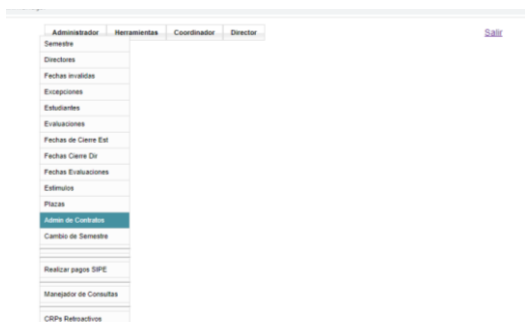 Administrador Herramientas Coordinador Director Salir
Semestre
Directores
Fechas invalidas
Excepciones
Estudiantes
Evaluaciones
Fechas de Cierre Est
Fechas Cierre Dir
Fechas Evaluaciones
Estimulos
Plazas
Admin de Contratos
Cambio de Semestre
Realizar pagos SIPE
Manejador de Consultas
CRPs Retroactivos